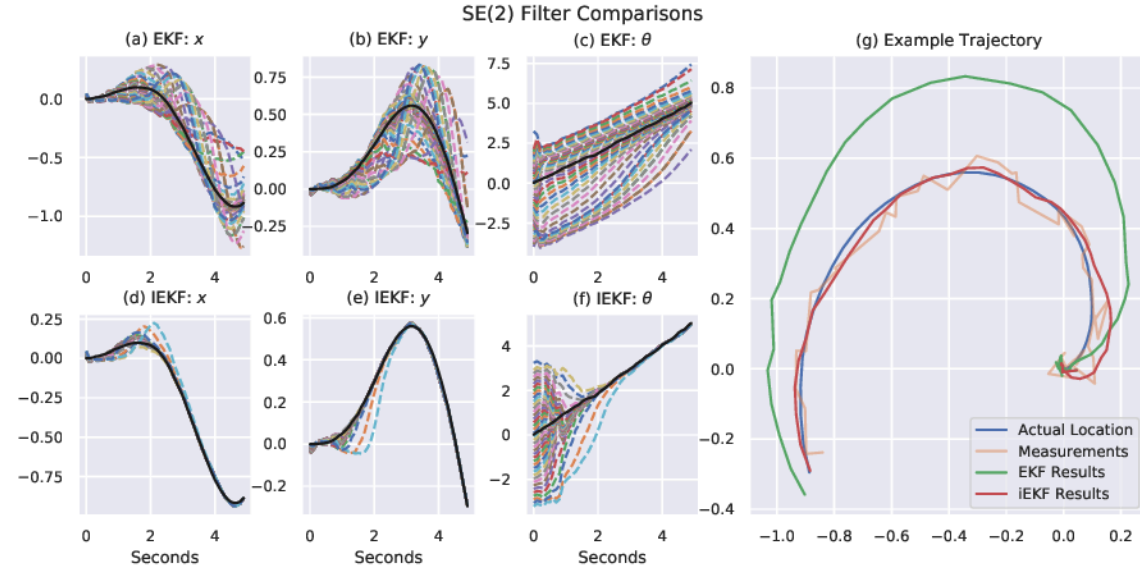 SE(2) Filter Comparisons
(a) EKF: x
(b) EKF: y
(c) EKF: θ
(g) Example Trajectory
0.0
−0.5
−1.0
0 2 4
0.75
0.50
0.25
0.00
−0.25
0 2 4
7.5
5.0
2.5
0.0
−2.5
0 2 4
(d) IEKF: x
(e) IEKF: y
(f) IEKF: θ
0.25
0.00
−0.25
−0.50
−0.75
0 2 4
Seconds
0.6
0.4
0.2
0.0
−0.2
0 2 4
Seconds
4
2
0
−2
0 2 4
Seconds
0.8
0.6
0.4
0.2
0.0
−0.2
−0.4
−1.0 −0.8 −0.6 −0.4 −0.2 0.0 0.2
Actual Location
Measurements
EKF Results
iEKF Results